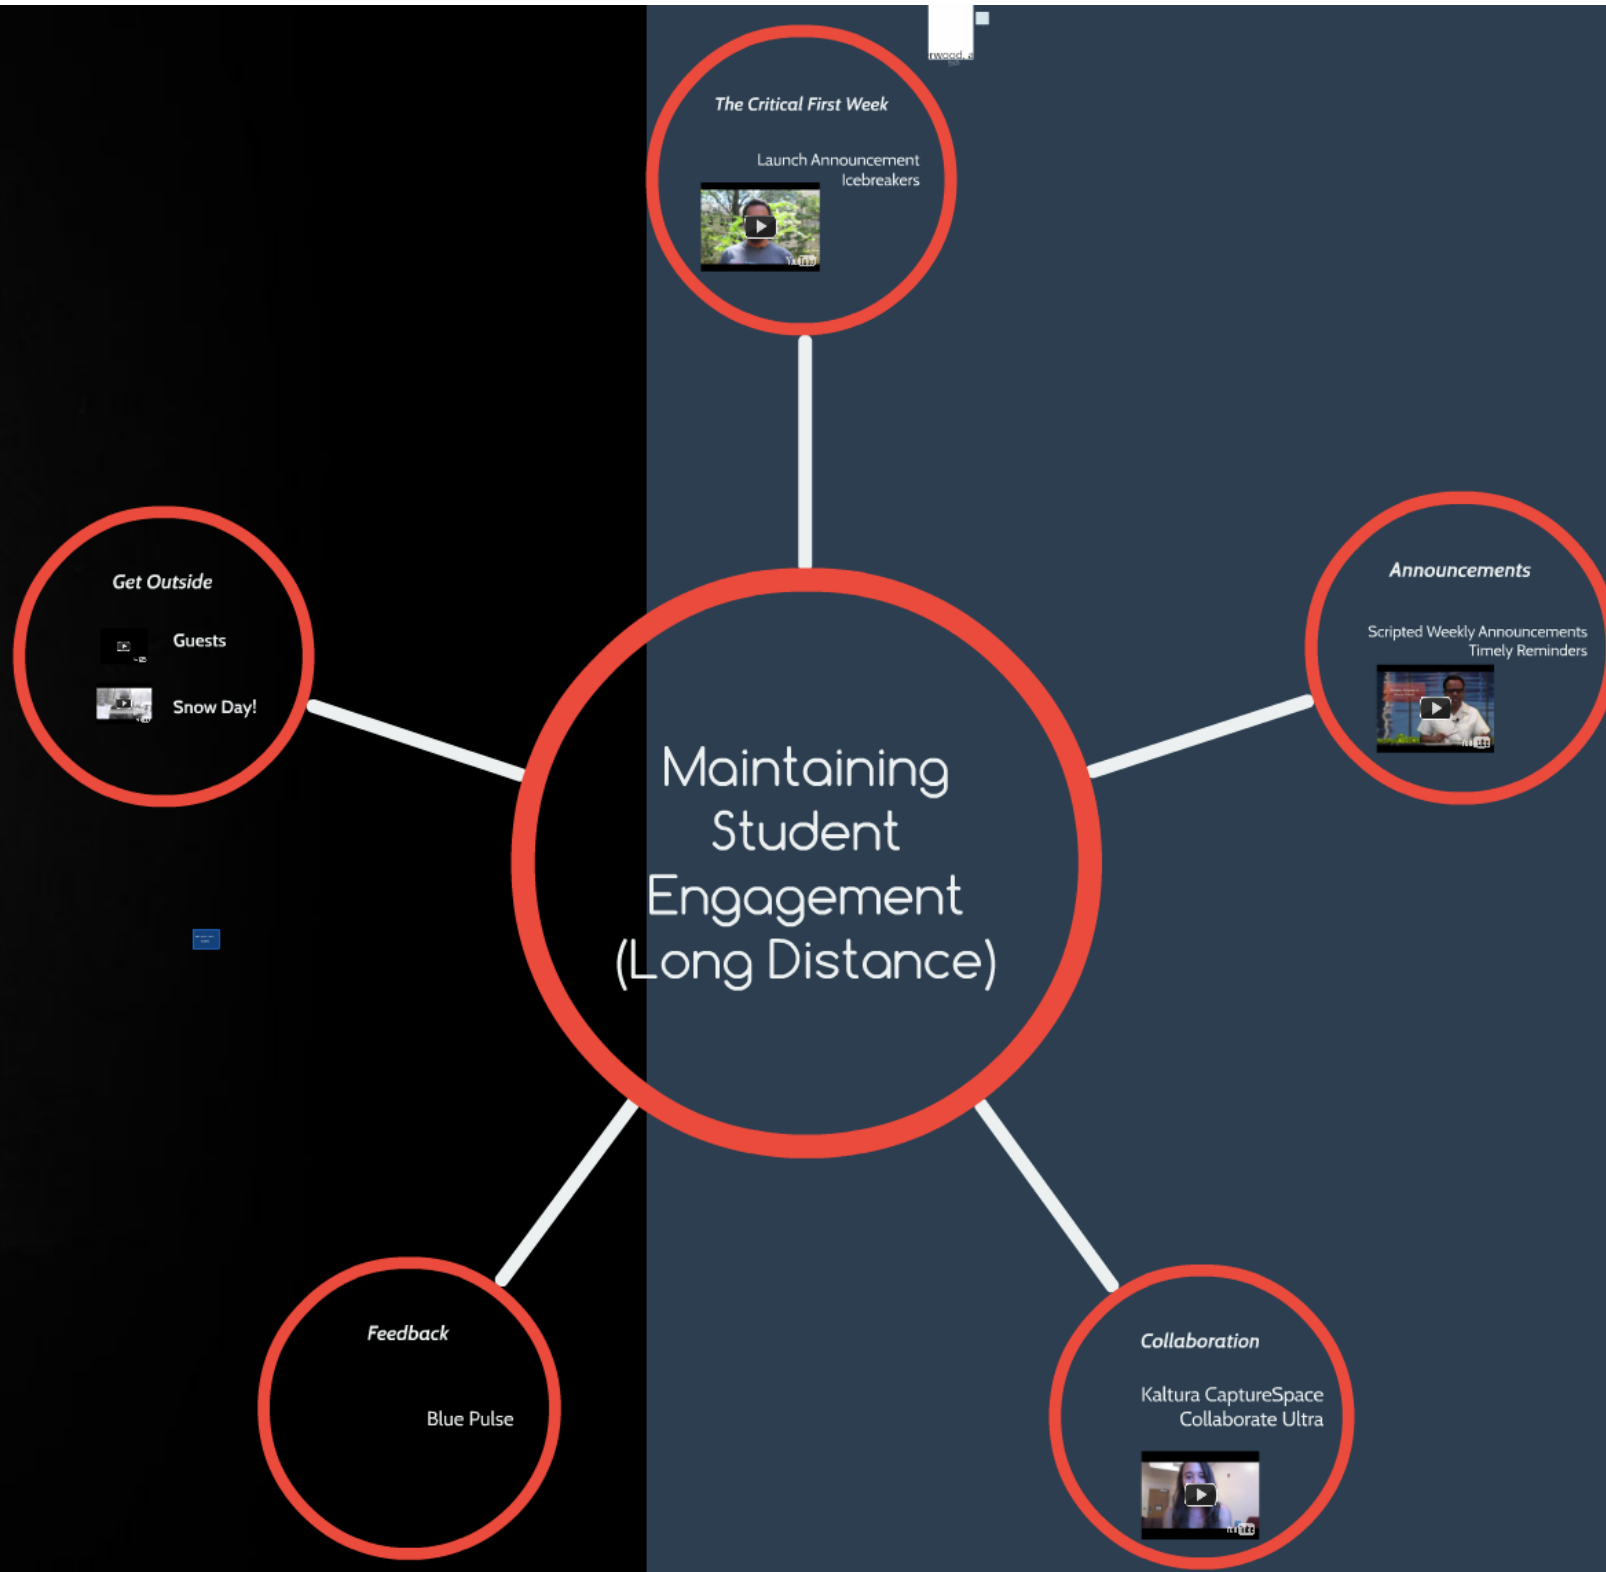 The Critical First Week
Launch Announcement
Icebreakers
Get Outside
Guests
Snow Day!
Announcements
Scripted Weekly Announcements
Timely Reminders
Maintaining
Student
Engagement
(Long Distance)
Feedback
Blue Pulse
Collaboration
Kaltura CaptureSpace
Collaborate Ultra